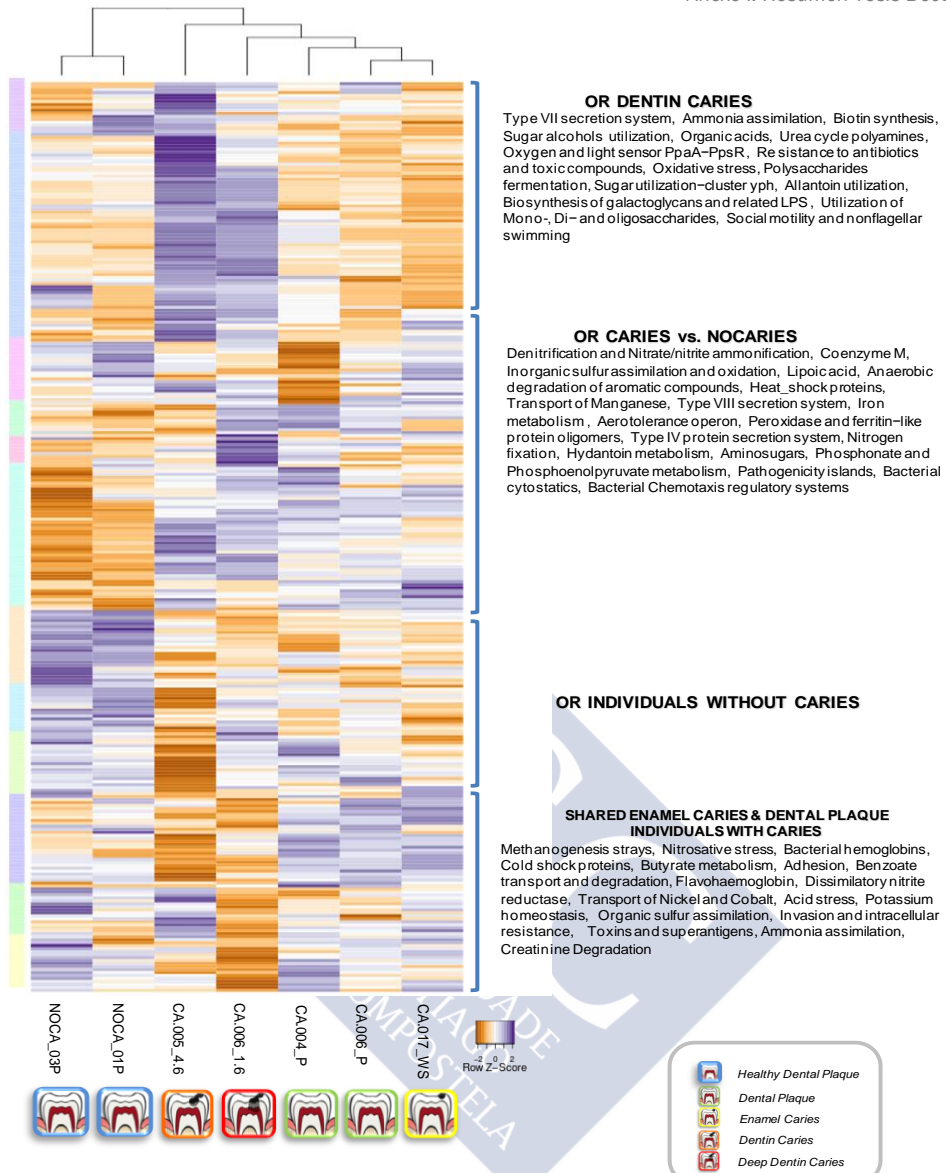 OR DENTIN CARIES
Type VII secretion system, Ammonia assimilation, Biotin synthesis,
Sugar alcohols utilization, Organic acids, Urea cycle polyamines,
Oxygen and light sensor PpaA−PpsR, Re sistance to antibiotics
and toxic compounds, Oxidative stress, Polysaccharides
fermentation, Sugar utilization−cluster yph, Allantoin utilization,
Biosynthesis of galactoglycans and related LPS , Utilization of
Mono-, Di− and oligosaccharides, Social motility and nonflagellar
swimming
OR CARIES vs. NOCARIES
Denitrification and Nitrate/nitrite ammonification, Coenzyme M,
Inorganic sulfur assimilation and oxidation, Lipoic acid, Anaerobic
degradation of aromatic compounds, Heat_shock proteins,
Transport of Manganese, Type VIII secretion system, Iron
metabolism , Aerotolerance operon, Peroxidase and ferritin−like
protein oligomers, Type IV protein secretion system, Nitrogen
fixation, Hydantoin metabolism, Aminosugars, Phosphonate and
Phosphoenolpyruvate metabolism, Pathogenicity islands, Bacterial
cytostatics, Bacterial Chemotaxis regulatory systems
OR INDIVIDUALS WITHOUT CARIES
SHARED ENAMEL CARIES & DENTAL PLAQUE
INDIVIDUALS WITH CARIES
Methanogenesis strays, Nitrosative stress, Bacterial hemoglobins,
Cold shock proteins, Butyrate metabolism, Adhesion, Benzoate
transport and degradation, Flavohaemoglobin, Dissimilatory nitrite
reductase, Transport of Nickel and Cobalt, Acid stress, Potassium
homeostasis, Organic sulfur assimilation, Invasion and intracellular
resistance, Toxins and superantigens, Ammonia assimilation,
Creatinine Degradation
NOCA_03P
NOCA_01P
CA.005_4.6
CA.006_1.6
CA.004_P
CA.006_P
CA.017_WS
−2 0 2
Row Z−Score
Healthy Dental Plaque
Dental Plaque
Enamel Caries
Dentin Caries
Deep Dentin Caries